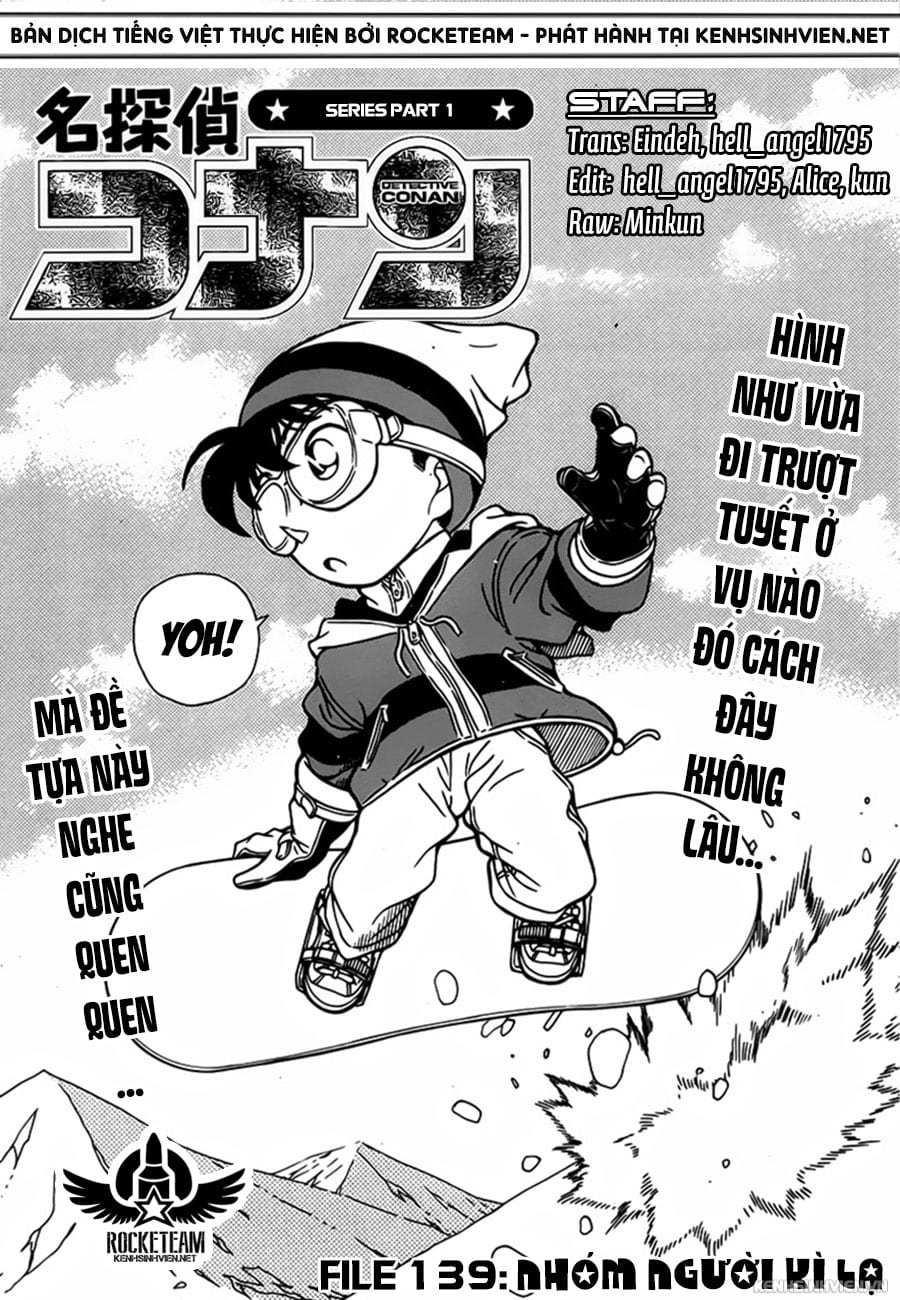 BẢN DỊCH TIẾNG VIỆT THỰC HIỆN BỞI ROCKETEAM - PHÁT HÀNH TẠI KENHSINHVIEN.NET
名探偵
SERIES PART 1
コナン
DETECTIVE
CONAN
STAFF:
Trans: Eindeh, hell_angel1795
Edit: hell_angel1795, Alice, kun
Raw: Minkun
HÌNH
NHƯ VỪA
ĐI TRƯỢT
TUYẾT Ở
VỤ NÀO
ĐÓ CÁCH
ĐÂY
KHÔNG
LÂU...
YOH!
MÀ ĐỀ
TỰA NÀY
NGHE
CŨNG
QUEN
QUEN
...
ROCKETEAM
KENHSINHVIEN.NET
FILE 139: NHÓM NGƯỜI KÌ LẠ
KENHSINHVIEN.VN